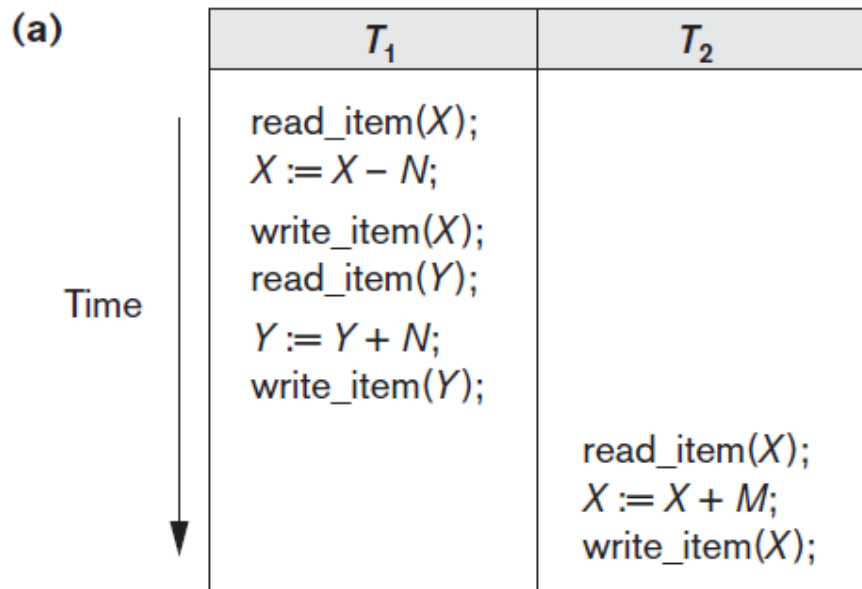 (a)
T₁ T₂
read_item(X);
X := X – N;
write_item(X);
read_item(Y);
Time
Y := Y + N;
write_item(Y);
read_item(X);
X := X + M;
write_item(X);